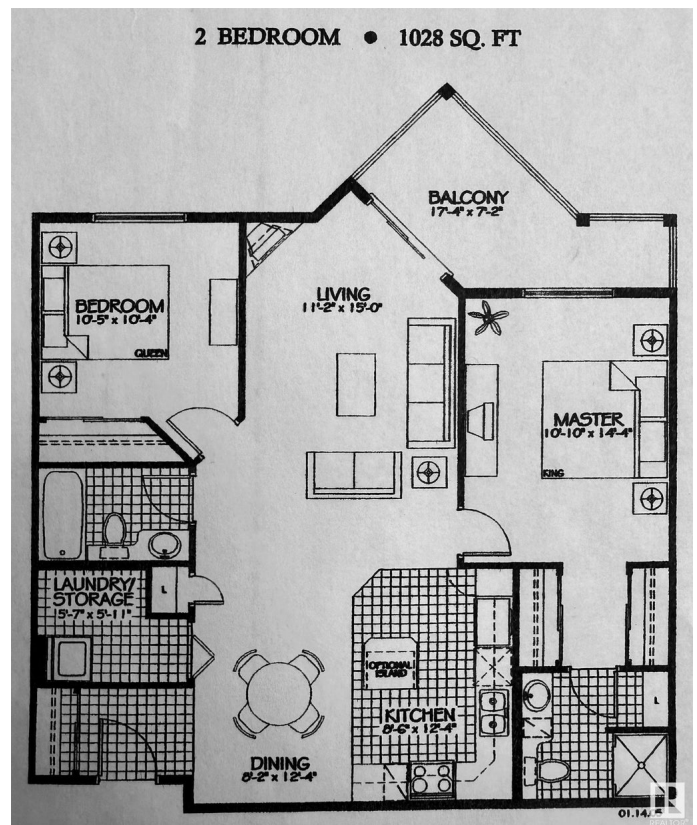 2 BEDROOM • 1028 SQ. FT
BALCONY
17'-4" x 7'-2"
LIVING
11'-2" x 15'-0"
BEDROOM
10'-5" x 10'-4"
QUEEN
MASTER
10'-10" x 14'-4"
KING
LAUNDRY/
STORAGE
15'-7" x 5'-11"
L
OPTIONAL
ISLAND
KITCHEN
8'-6" x 12'-4"
L
DINING
8'-2" x 12'-4"